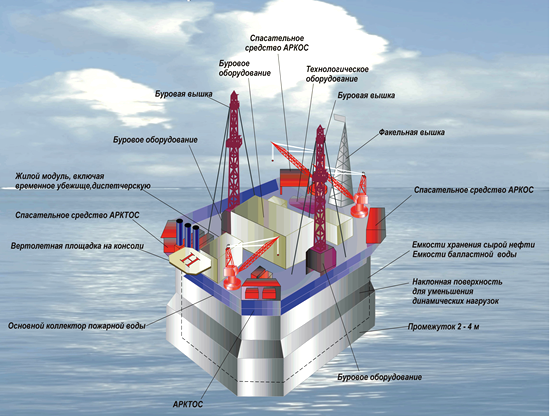 Спасательное
средство АРКОС
Буровое
оборудование
Технологическое
оборудование
Буровая вышка
Буровая вышка
Буровое оборудование
Факельная вышка
Жилой модуль, включая
временное убежище,диспетчерскую
Спасательное средство АРКОС
Спасательное средство АРКТОС
Вертолетная площадка на консоли
H
Емкости хранения сырой нефти
Емкости балластной воды
Наклонная поверхность
для уменьшения
динамических нагрузок
Основной коллектор пожарной воды
Промежуток 2 - 4 м
Буровое оборудование
АРКТОС